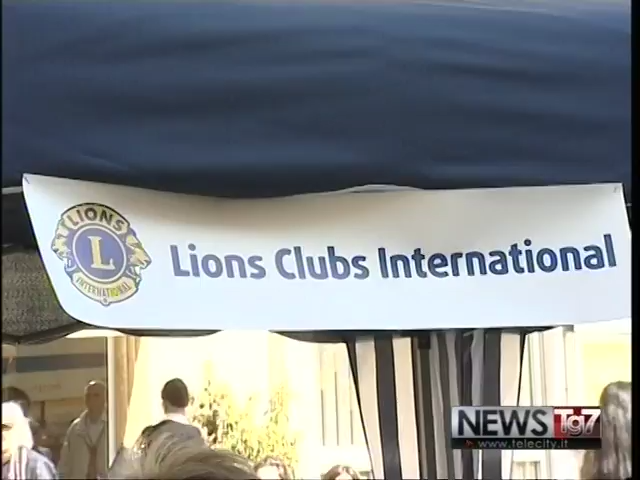 LIONS
L
INTERNATIONAL
Lions Clubs International
NEWS Tg7
www.telecity.it